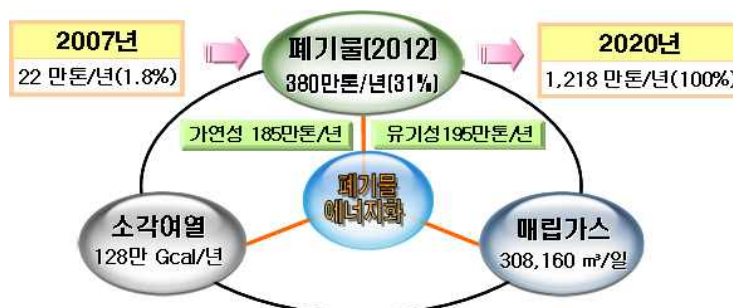 2007년
22 만톤/년(1.8%)
폐기물(2012)
380만톤/년(31%)
2020년
1,218 만톤/년(100%)
가연성 185만톤/년
유기성195만톤/년
폐기물
에너지화
소각여열
128만 Gcal/년
매립가스
308,160 ㎥/일